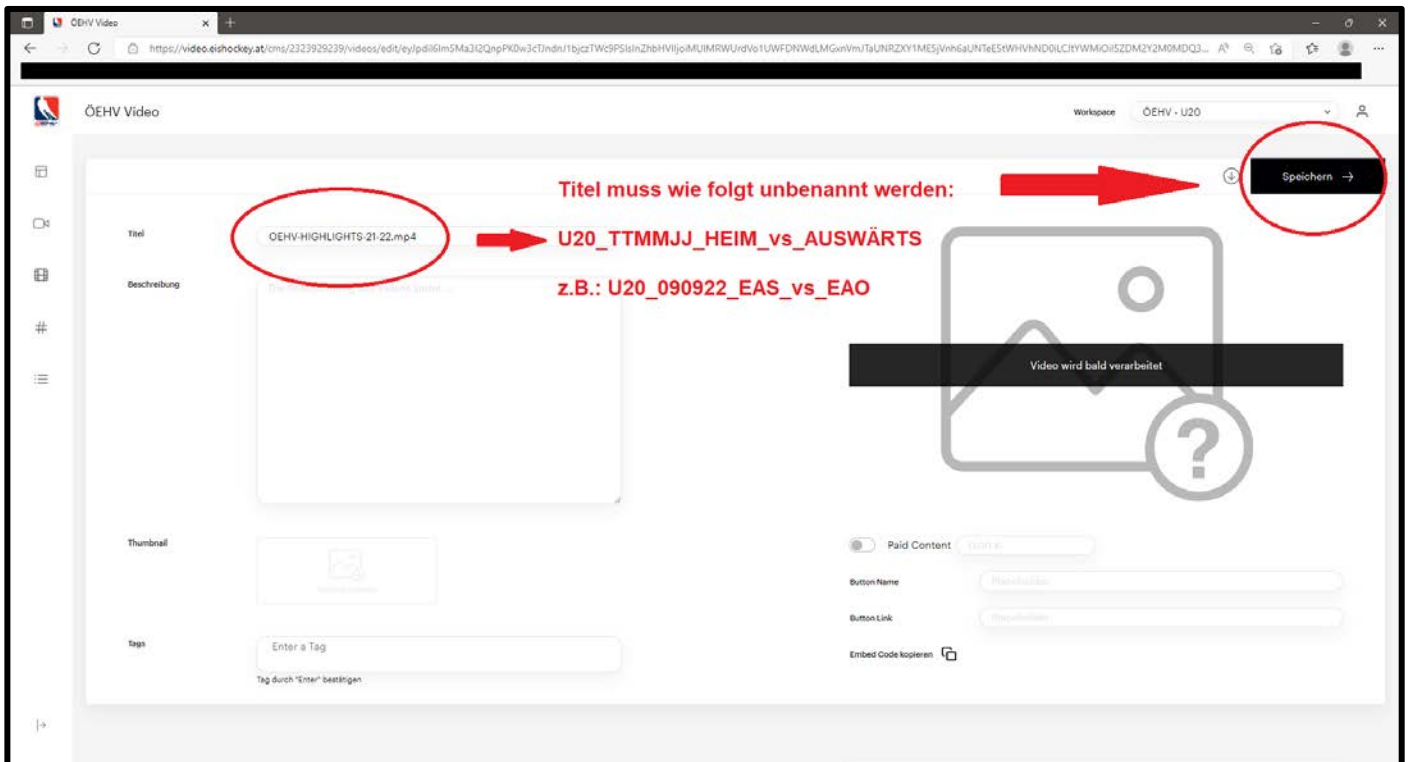 ÖEHV Video
ÖEHV Video
Workspace
ÖEHV - U20
Speichern →
Titel muss wie folgt unbenannt werden:
Titel
OEHV-HIGHLIGHTS-21-22.mp4
U20_TTMMJJ_HEIM_vs_AUSWÄRTS
Beschreibung
z.B.: U20_090922_EAS_vs_EAO
Video wird bald verarbeitet
?
Thumbnail
Paid Content
Button Name
Button Link
Tags
Enter a Tag
Embed Code kopieren
Tag durch "Enter" bestätigen